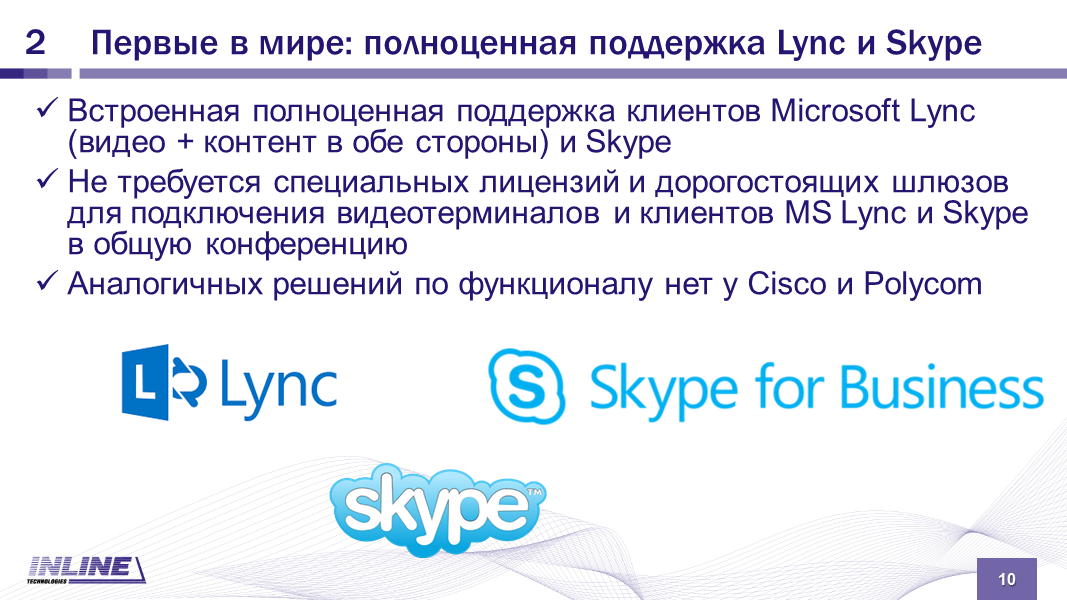 2 Первые в мире: полноценная поддержка Lync и Skype
Встроенная полноценная поддержка клиентов Microsoft Lync
(видео + контент в обе стороны) и Skype
Не требуется специальных лицензий и дорогостоящих шлюзов
для подключения видеотерминалов и клиентов MS Lync и Skype
в общую конференцию
Аналогичных решений по функционалу нет у Cisco и Polycom
L Lync
S Skype for Business
skype™
INLINE
TECHNOLOGIES
10